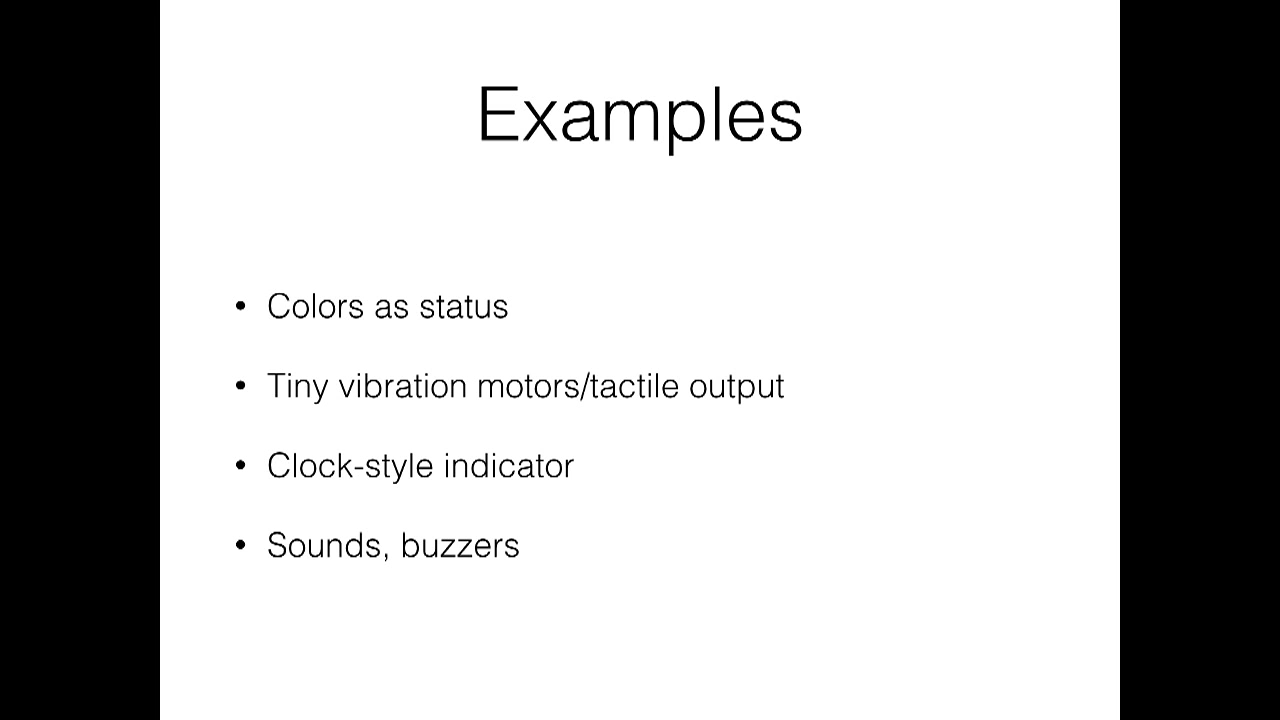 Examples
• Colors as status
• Tiny vibration motors/tactile output
• Clock-style indicator
• Sounds, buzzers